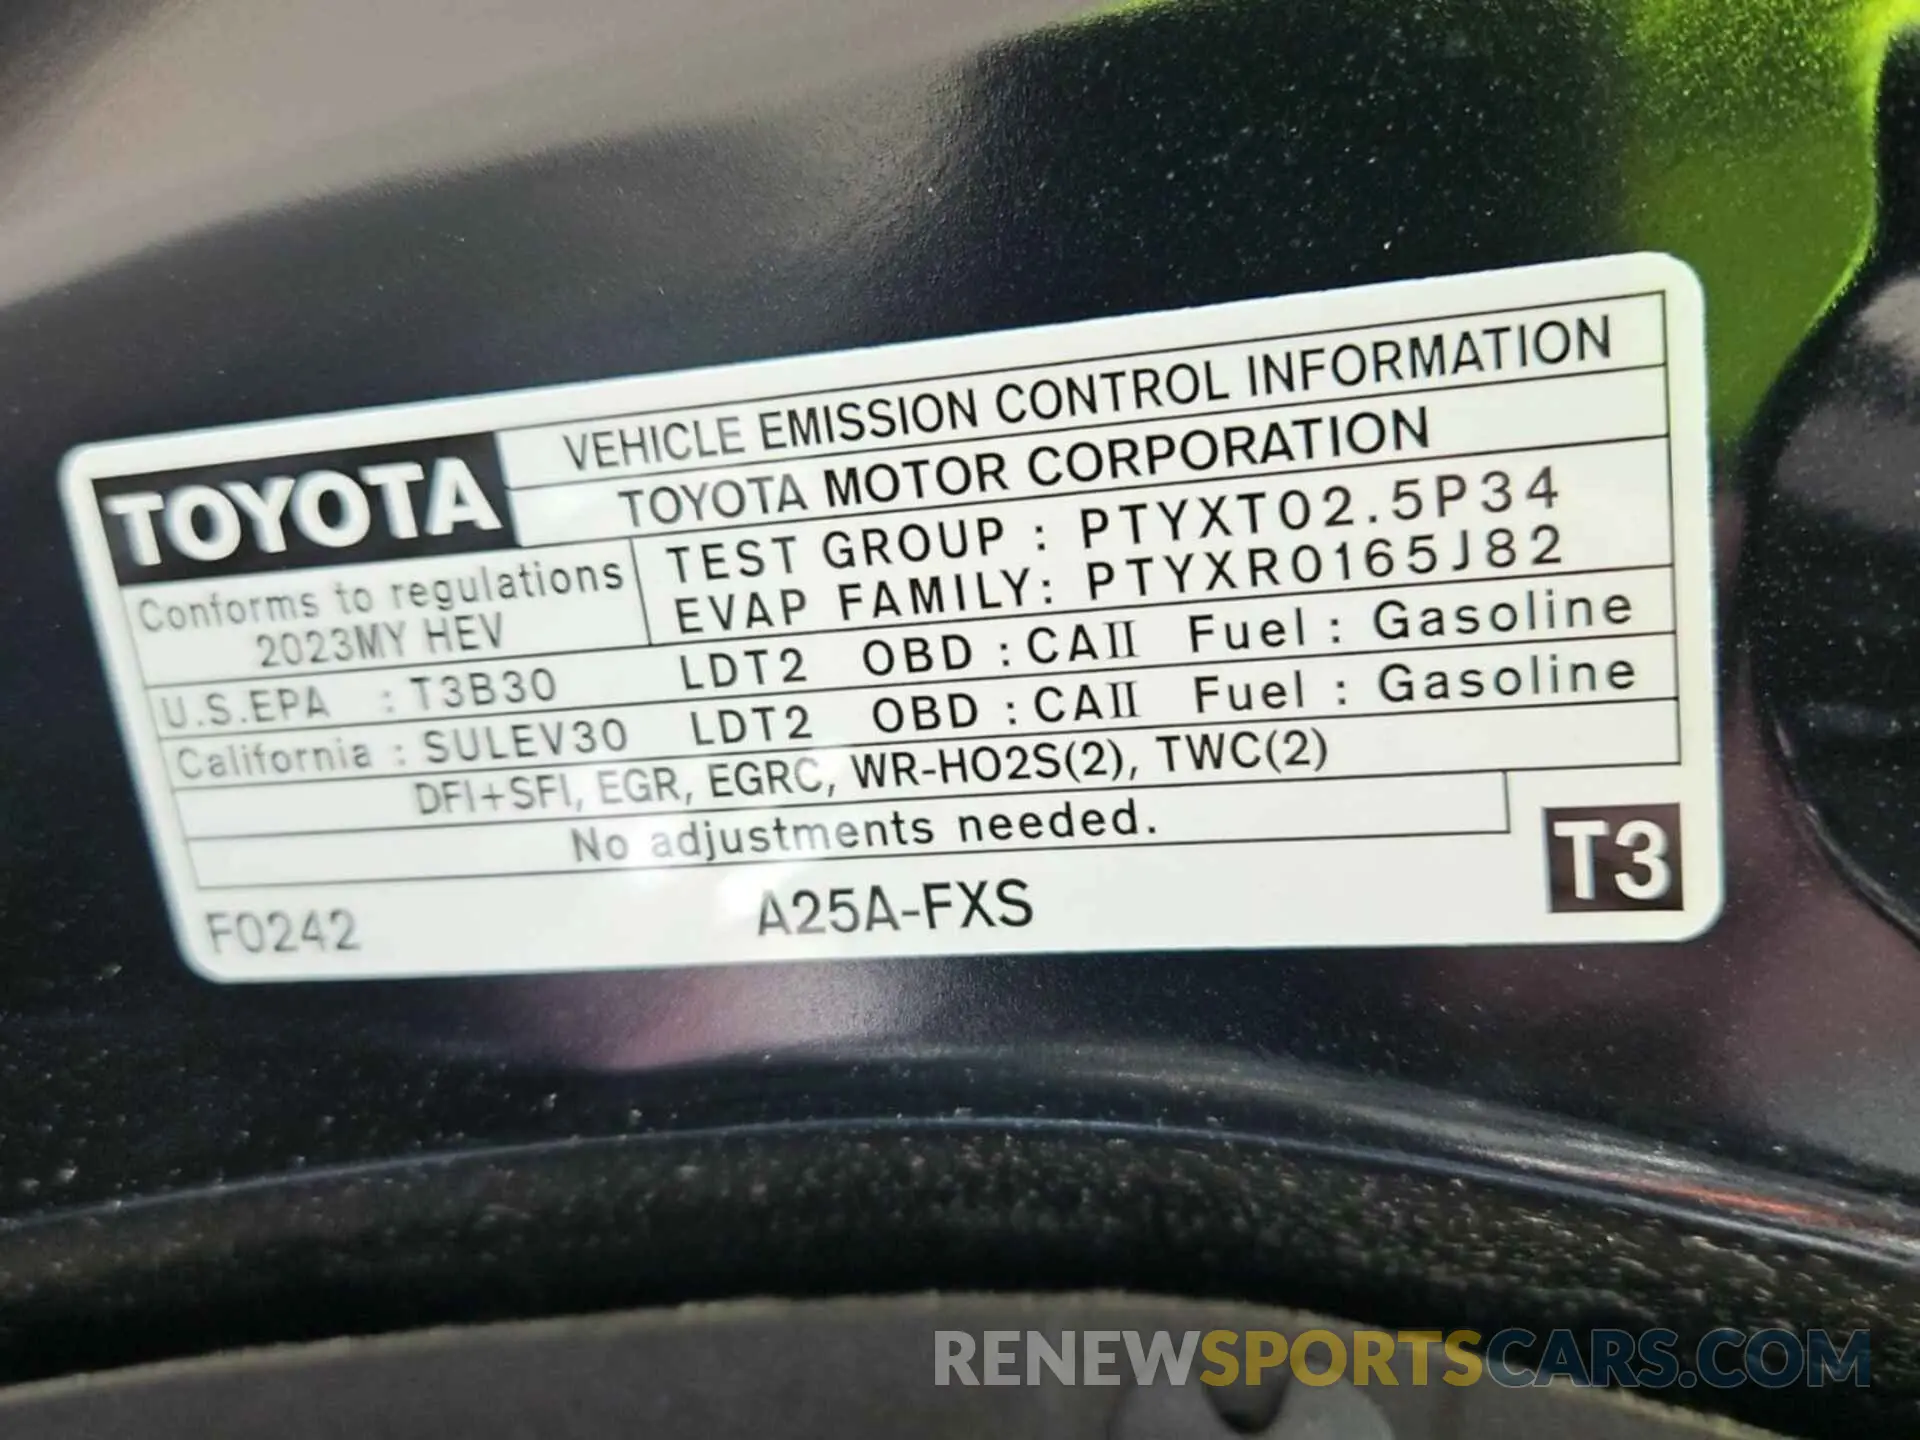 VEHICLE EMISSION CONTROL INFORMATION
TOYOTA
TOYOTA MOTOR CORPORATION
Conforms to regulations
2023MY HEV
TEST GROUP : PTYXT02.5P34
EVAP FAMILY: PTYXR0165J82
U.S.EPA : T3B30 LDT2 OBD : CAII Fuel : Gasoline
California : SULEV30 LDT2 OBD : CAII Fuel : Gasoline
DFI+SFI, EGR, EGRC, WR-HO2S(2), TWC(2)
No adjustments needed.
F0242 A25A-FXS T3
RENEWSPORTSCARS.COM